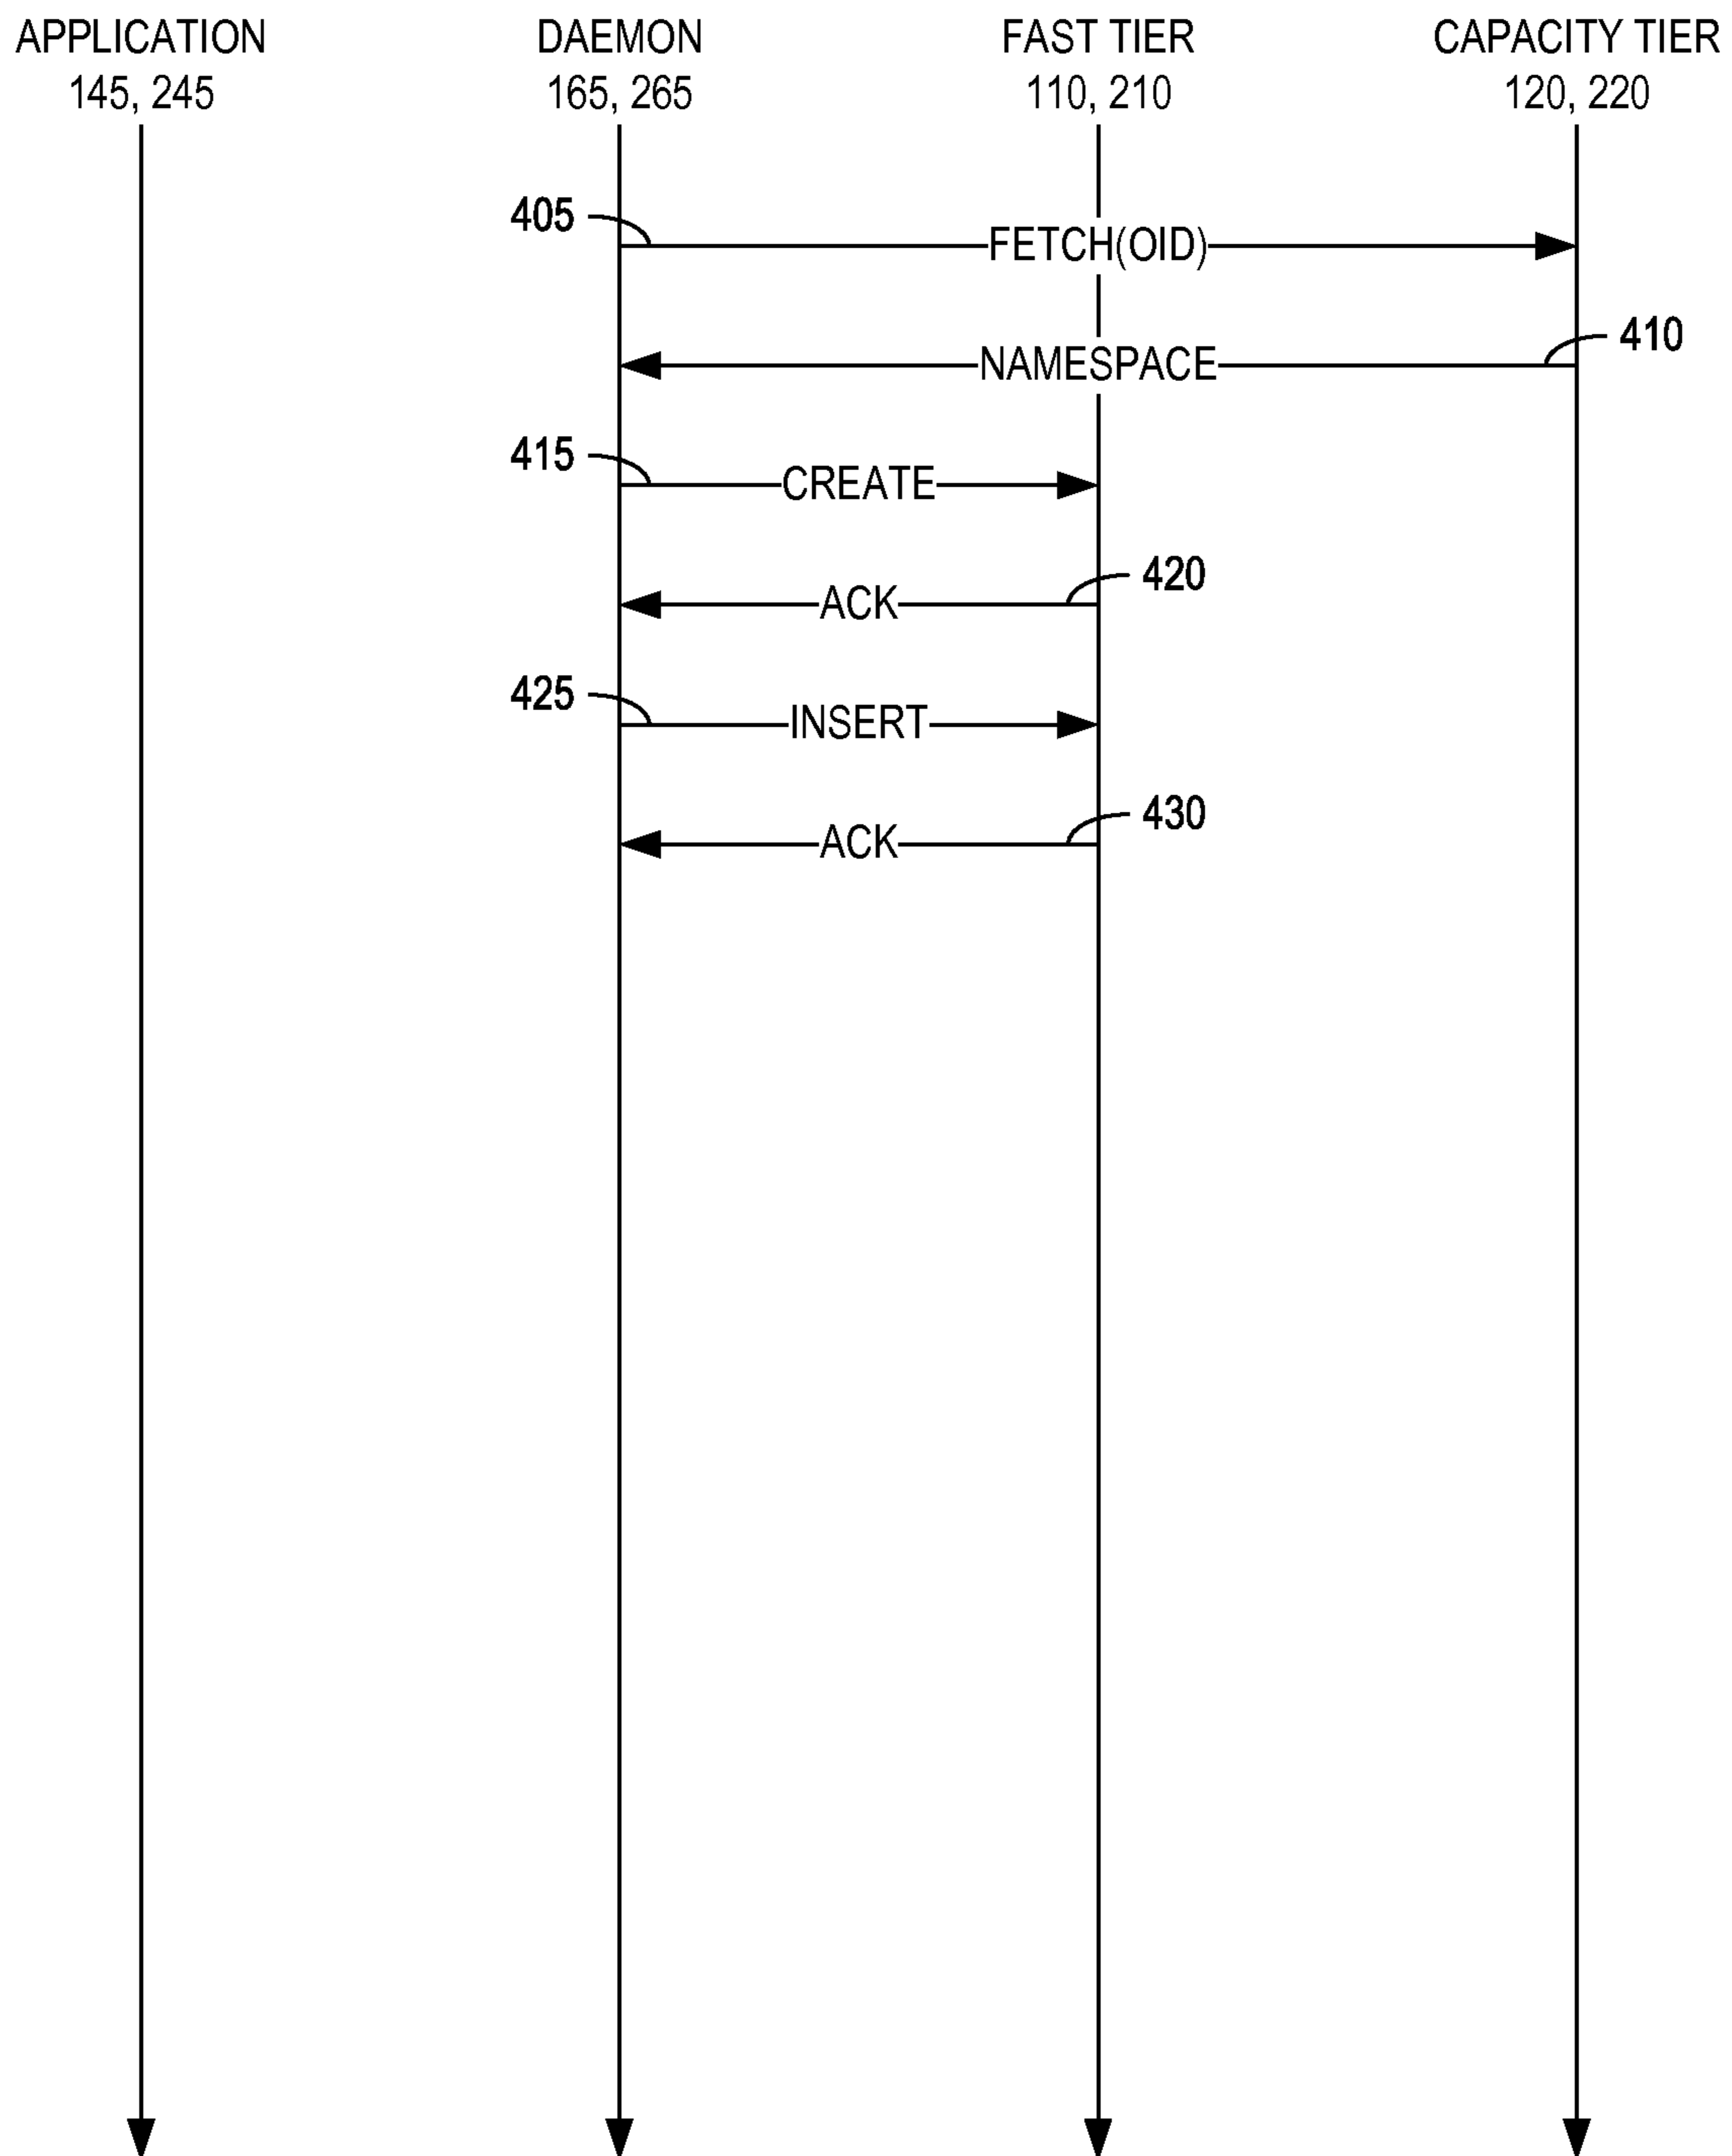 APPLICATION
145, 245
DAEMON
165, 265
FAST TIER
110, 210
CAPACITY TIER
120, 220
405
FETCH(OID)
410
NAMESPACE
415
CREATE
420
ACK
425
INSERT
430
ACK